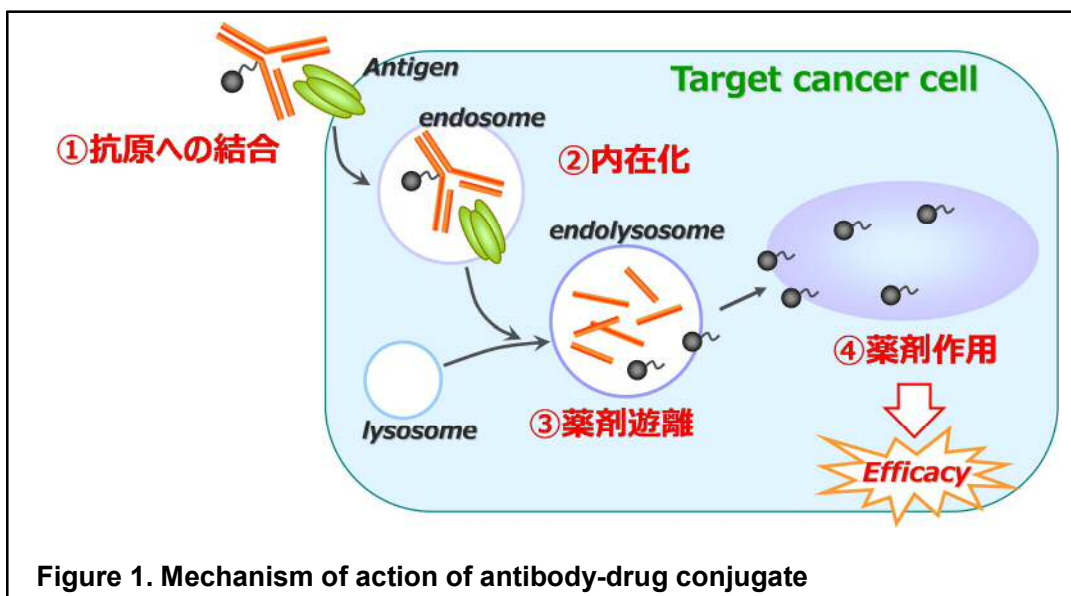 Antigen
Target cancer cell
endosome
①抗原への結合
②内在化
endolysosome
④薬剤作用
lysosome
③薬剤遊離
Efficacy
Figure 1. Mechanism of action of antibody-drug conjugate